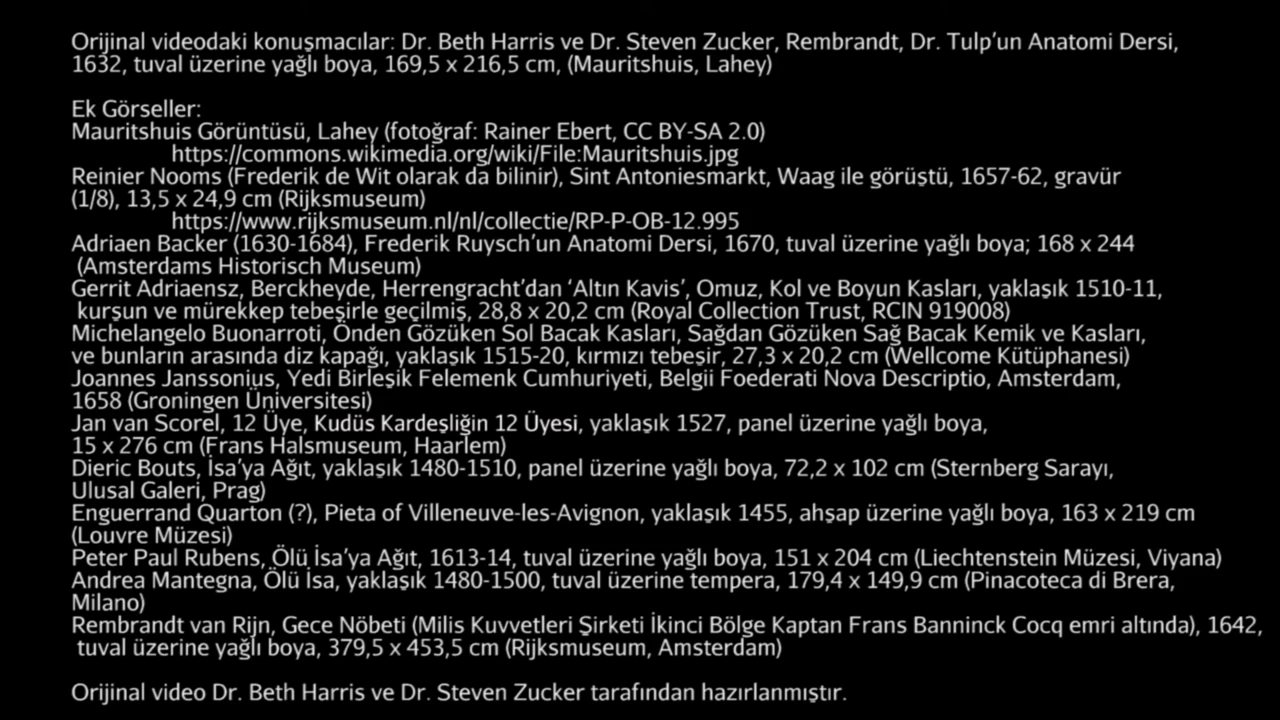 Orijinal videodaki konuşmacılar: Dr. Beth Harris ve Dr. Steven Zucker, Rembrandt, Dr. Tulp'un Anatomi Dersi,
1632, tuval üzerine yağlı boya, 169,5 x 216,5 cm, (Mauritshuis, Lahey)
Ek Görseller:
Mauritshuis Görüntüsü, Lahey (fotoğraf: Rainer Ebert, CC BY-SA 2.0)
https://commons.wikimedia.org/wiki/File:Mauritshuis.jpg
Reinier Nooms (Frederik de Wit olarak da bilinir), Sint Antoniesmarkt, Waag ile görüştü, 1657-62, gravür
(1/8), 13,5 x 24,9 cm (Rijksmuseum)
https://www.rijksmuseum.nl/nl/collectie/RP-P-OB-12.995
Adriaen Backer (1630-1684), Frederik Ruysch'un Anatomi Dersi, 1670, tuval üzerine yağlı boya; 168 x 244
(Amsterdams Historisch Museum)
Gerrit Adriaensz, Berckheyde, Herrengracht'dan ‘Altın Kavis’, Omuz, Kol ve Boyun Kasları, yaklaşık 1510-11,
kurşun ve mürekkep tebeşirle geçilmiş, 28,8 x 20,2 cm (Royal Collection Trust, RCIN 919008)
Michelangelo Buonarroti, Önden Gözüken Sol Bacak Kasları, Sağdan Gözüken Sağ Bacak Kemik ve Kasları,
ve bunların arasında diz kapağı, yaklaşık 1515-20, kırmızı tebeşir, 27,3 x 20,2 cm (Wellcome Kütüphanesi)
Joannes Janssonius, Yedi Birleşik Felemenk Cumhuriyeti, Belgii Foederati Nova Descriptio, Amsterdam,
1658 (Groningen Üniversitesi)
Jan van Scorel, 12 Üye, Kudüs Kardeşliğin 12 Üyesi, yaklaşık 1527, panel üzerine yağlı boya,
15 x 276 cm (Frans Halsmuseum, Haarlem)
Dieric Bouts, İsa'ya Ağıt, yaklaşık 1480-1510, panel üzerine yağlı boya, 72,2 x 102 cm (Sternberg Sarayı,
Ulusal Galeri, Prag)
Enguerrand Quarton (?), Pieta of Villeneuve-les-Avignon, yaklaşık 1455, ahşap üzerine yağlı boya, 163 x 219 cm
(Louvre Müzesi)
Peter Paul Rubens, Ölü İsa'ya Ağıt, 1613-14, tuval üzerine yağlı boya, 151 x 204 cm (Liechtenstein Müzesi, Viyana)
Andrea Mantegna, Ölü İsa, yaklaşık 1480-1500, tuval üzerine tempera, 179,4 x 149,9 cm (Pinacoteca di Brera,
Milano)
Rembrandt van Rijn, Gece Nöbeti (Milis Kuvvetleri Şirketi İkinci Bölge Kaptan Frans Banninck Cocq emri altında), 1642,
tuval üzerine yağlı boya, 379,5 x 453,5 cm (Rijksmuseum, Amsterdam)
Orijinal video Dr. Beth Harris ve Dr. Steven Zucker tarafından hazırlanmıştır.